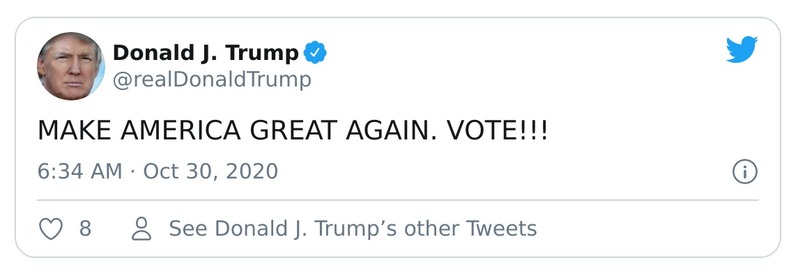 Donald J. Trump
@realDonaldTrump
MAKE AMERICA GREAT AGAIN. VOTE!!!
6:34 AM · Oct 30, 2020
8
See Donald J. Trump’s other Tweets